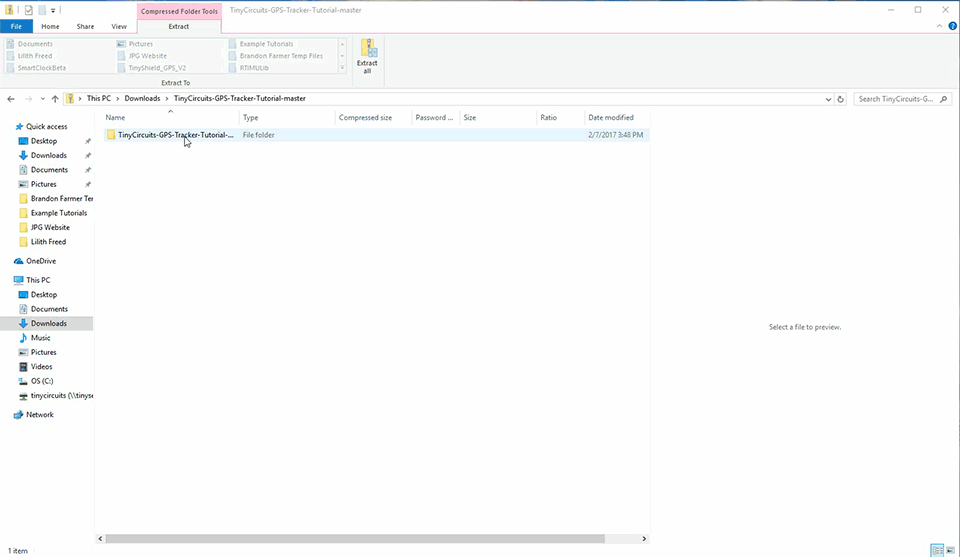 Compressed Folder Tools TinyCircuits-GPS-Tracker-Tutorial-master
File Home Share View Extract
Documents Pictures Example Tutorials
Lilith Freed JPG Website Brandon Farmer Temp Files
SmartClockBeta TinyShield_GPS_V2 RTIMULib
Extract all
Extract To
This PC Downloads TinyCircuits-GPS-Tracker-Tutorial-master Search TinyCircuits-G...
Name Type Compressed size Password ... Size Ratio Date modified
TinyCircuits-GPS-Tracker-Tutorial-... File folder 2/7/2017 3:48 PM
Quick access
Desktop
Downloads
Documents
Pictures
Brandon Farmer Ter
Example Tutorials
JPG Website
Lilith Freed
OneDrive
This PC
Desktop
Documents
Downloads
Music
Pictures
Videos
OS (C:)
tinycircuits (\\tinyse
Network
Select a file to preview.
1 item